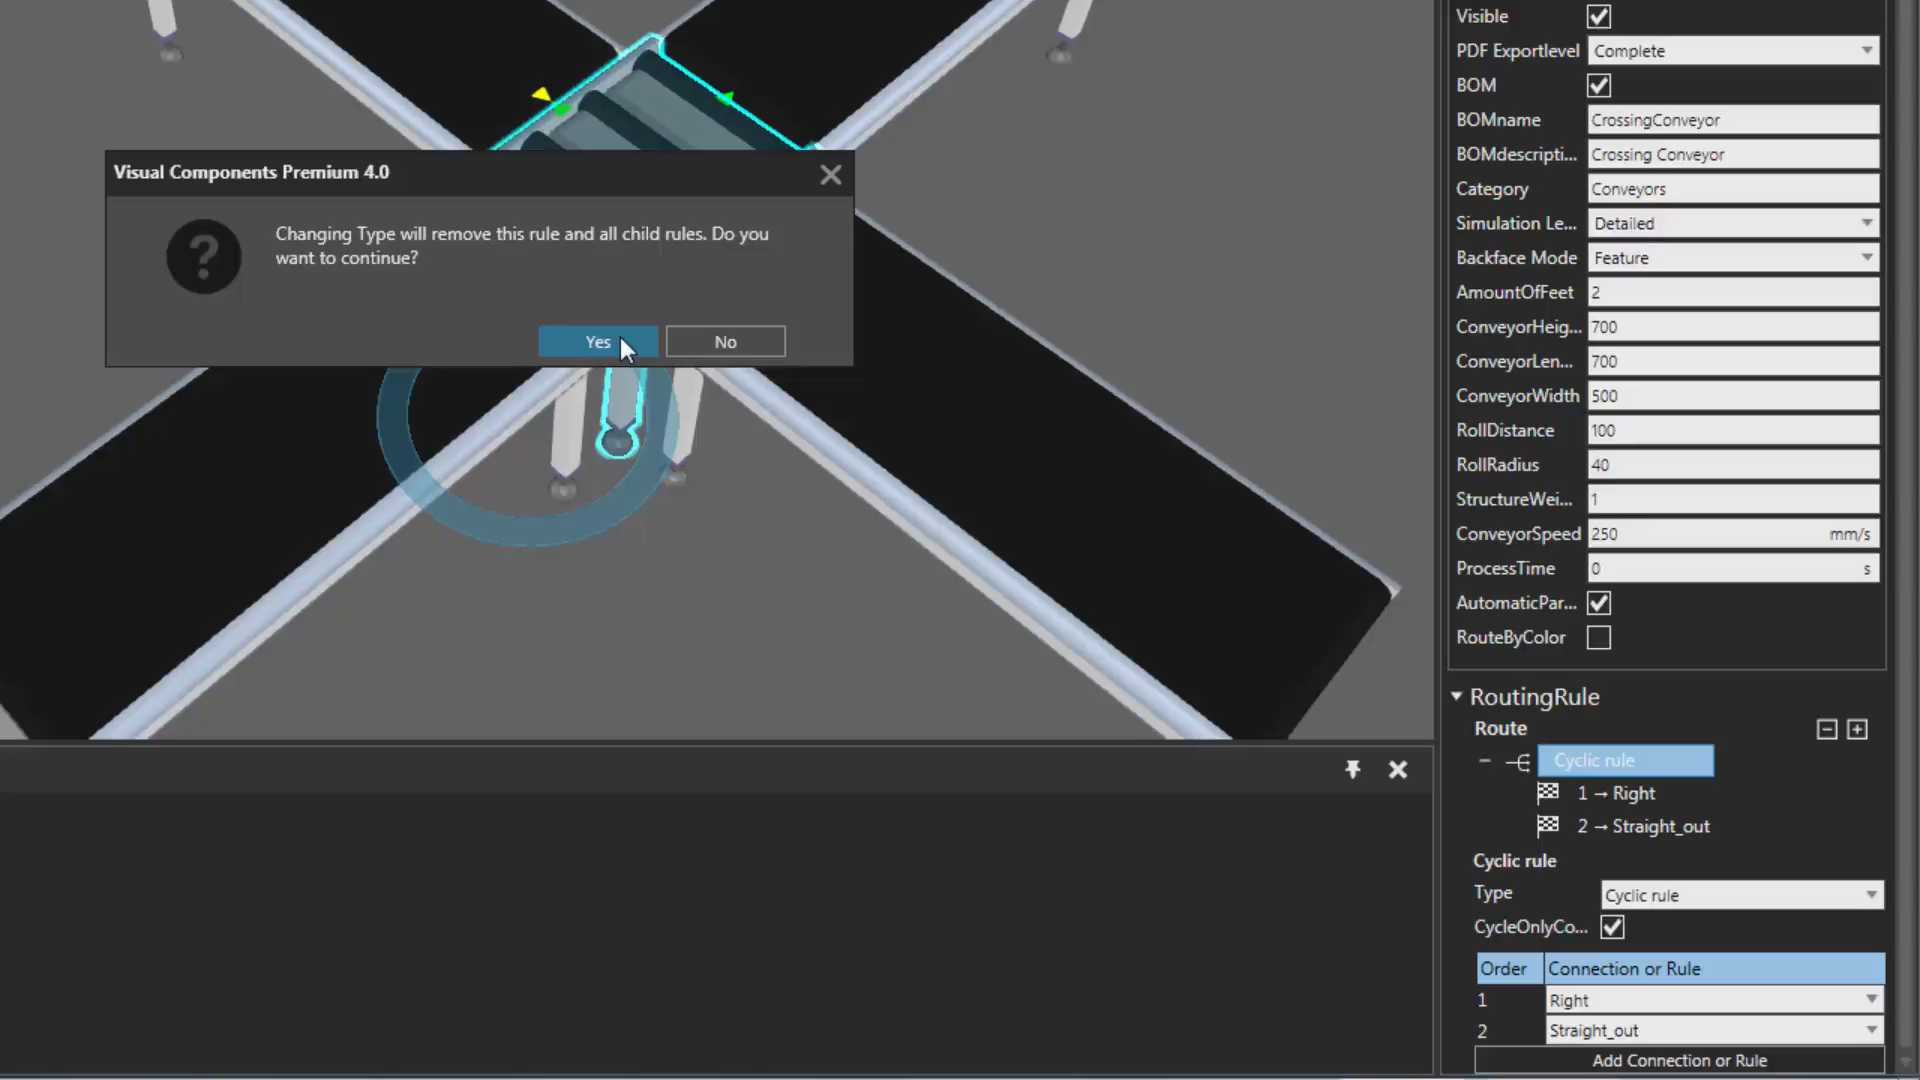 Visible
PDF Exportlevel Complete
BOM
BOMname CrossingConveyor
BOMdescripti... Crossing Conveyor
Category Conveyors
Simulation Le... Detailed
Backface Mode Feature
AmountOfFeet 2
ConveyorHeig... 700
ConveyorLen... 700
ConveyorWidth 500
RollDistance 100
RollRadius 40
StructureWei... 1
ConveyorSpeed 250 mm/s
ProcessTime 0 s
AutomaticPar...
RouteByColor
Visual Components Premium 4.0
Changing Type will remove this rule and all child rules. Do you
want to continue?
Yes No
RoutingRule
Route
Cyclic rule
1 → Right
2 → Straight_out
Cyclic rule
Type Cyclic rule
CycleOnlyCo...
Order Connection or Rule
1 Right
2 Straight_out
Add Connection or Rule